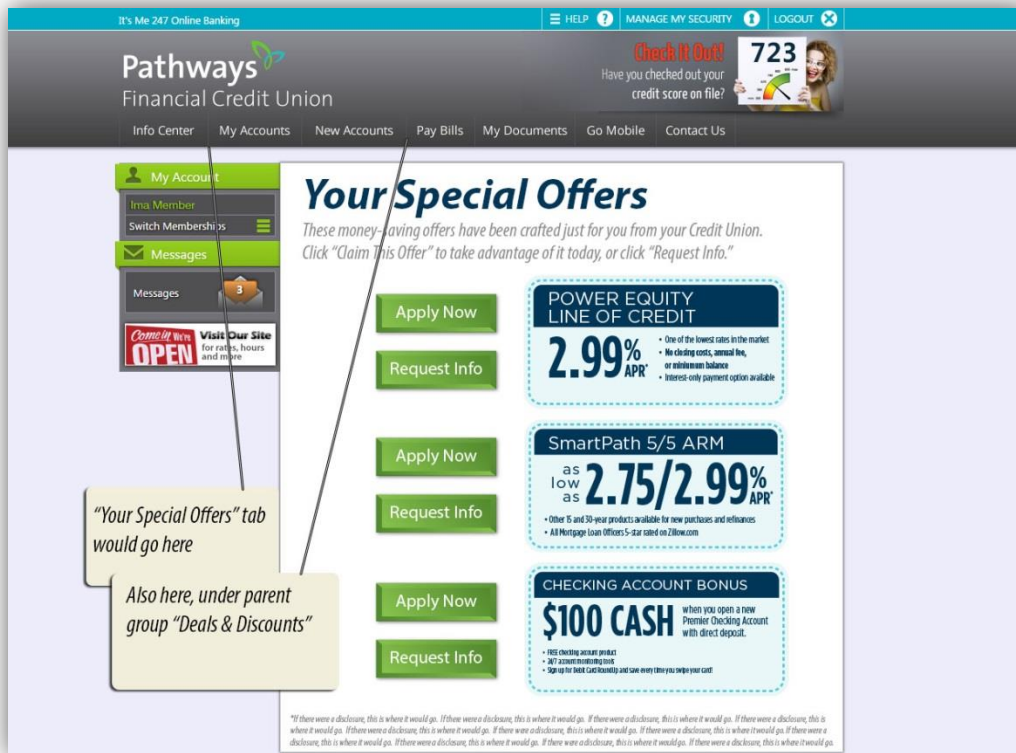 It's Me 247 Online Banking
HELP ? MANAGE MY SECURITY LOGOUT
Pathways
Financial Credit Union
Check It Out!
Have you checked out your
credit score on file?
723
Info Center My Accounts New Accounts Pay Bills My Documents Go Mobile Contact Us
My Account
Ima Member
Switch Memberships
Messages
Messages 3
Come in We're
OPEN
Visit Our Site
for rates, hours
and more
Your Special Offers
These money-saving offers have been crafted just for you from your Credit Union.
Click “Claim This Offer” to take advantage of it today, or click “Request Info.”
Apply Now
Request Info
POWER EQUITY
LINE OF CREDIT
2.99% APR*
• One of the lowest rates in the market
• No closing costs, annual fee,
or minimum balance
• Interest-only payment option available
Apply Now
Request Info
SmartPath 5/5 ARM
as low as 2.75/2.99% APR*
• Other 15 and 30-year products available for new purchases and refinances
• All Mortgage Loan Officers 5-star rated on Zillow.com
Apply Now
Request Info
CHECKING ACCOUNT BONUS
$100 CASH
when you open a new
Premier Checking Account
with direct deposit.
• FREE checking account product
• 24/7 account monitoring tools
• Sign up for Debit Card RoundUp and save every time you swipe your card!
“Your Special Offers” tab
would go here
Also here, under parent
group “Deals & Discounts”
*If there were a disclosure, this is where it would go. If there were a disclosure, this is where it would go. If there were a disclosure, this is where it would go. If there were a disclosure, this is
where it would go. If there were a disclosure, this is where it would go. If there were a disclosure, this is where it would go. If there were a disclosure, this is where it would go. If there were a
disclosure, this is where it would go. If there were a disclosure, this is where it would go. If there were a disclosure, this is where it would go. If there were a disclosure, this is where it would go.